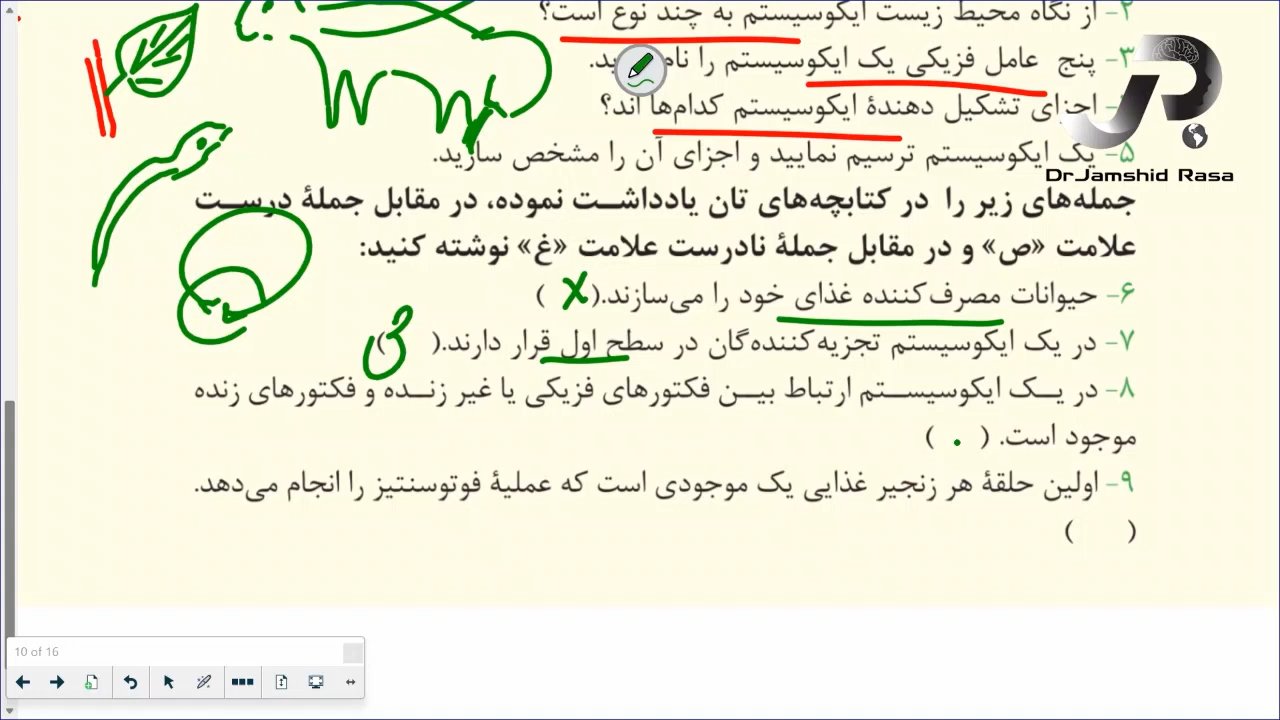 ۲- از نگاه محیط زیست ایکوسیستم به چند نوع است؟
۳- پنج عامل فزیکی یک ایکوسیستم را
اجزای تشکیل دهندهٔ ایکوسیستم کدام‌ها اند؟
۵- یک ایکوسیستم ترسیم نمایید و اجزای آن را مشخص سازید.
DrJamshid Rasa
جمله‌های زیر را در کتابچه‌های تان یادداشت نموده، در مقابل جملهٔ درست
علامت «ص» و در مقابل جملهٔ نادرست علامت «غ» نوشته کنید:
۶- حیوانات مصرف‌کننده غذای خود را می‌سازند.( X )
۷- در یک ایکوسیستم تجزیه‌کننده‌گان در سطح اول قرار دارند.( )
۸- در یک ایکوسیستم ارتباط بین فکتورهای فزیکی یا غیر زنده و فکتورهای زنده
موجود است. ( . )
۹- اولین حلقهٔ هر زنجیر غذایی یک موجودی است که عملیهٔ فوتوسنتیز را انجام می‌دهد.
( )
10 of 16